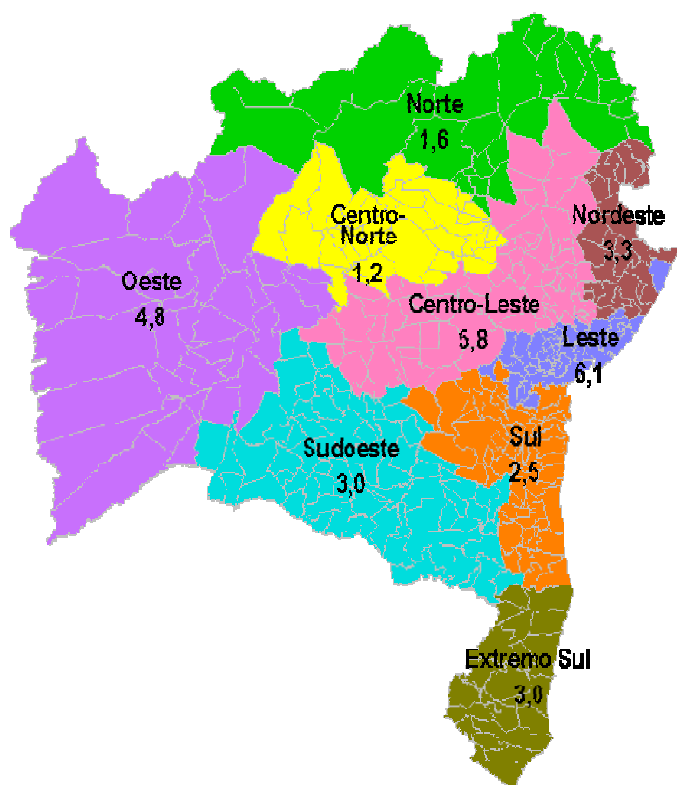 Norte
1,6
Nordeste
3,3
Centro-
Norte
1,2
Oeste
4,8
Centro-Leste
5,8
Leste
6,1
Sul
2,5
Sudoeste
3,0
Extremo Sul
3,0